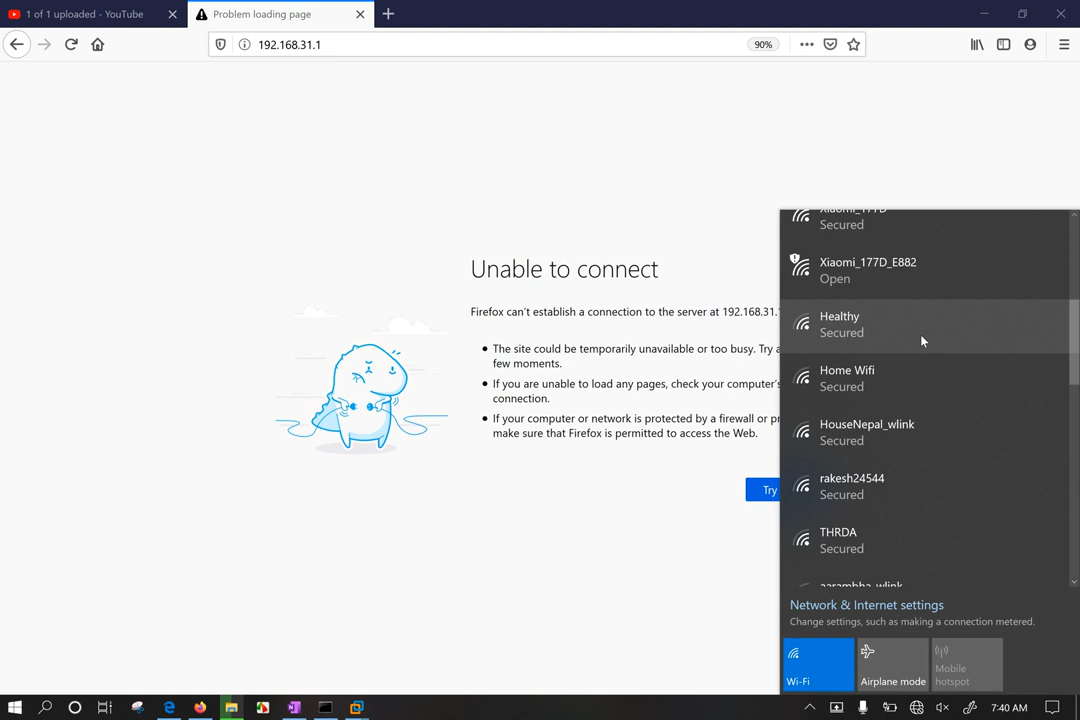 1 of 1 uploaded - YouTube
Problem loading page
192.168.31.1
90%
Unable to connect
Firefox can't establish a connection to the server at 192.168.31.
The site could be temporarily unavailable or too busy. Try a
few moments.
If you are unable to load any pages, check your computer's
connection.
If your computer or network is protected by a firewall or p
make sure that Firefox is permitted to access the Web.
Try
Xiaomi_177D
Secured
Xiaomi_177D_E882
Open
Healthy
Secured
Home Wifi
Secured
HouseNepal_wlink
Secured
rakesh24544
Secured
THRDA
Secured
aarambha_wlink
Network & Internet settings
Change settings, such as making a connection metered.
Wi-Fi
Airplane mode
Mobile
hotspot
7:40 AM